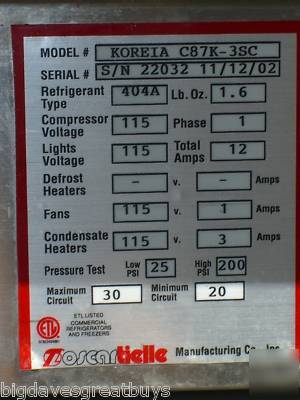 MODEL # KOREIA C87K-3SC
SERIAL # S/N 22032 11/12/02
Refrigerant Type 404A Lb. Oz. 1.6
Compressor Voltage 115 Phase 1
Lights Voltage 115 Total Amps 12
Defrost Heaters - v. - Amps
Fans 115 v. 1 Amps
Condensate Heaters 115 v. 3 Amps
Pressure Test Low PSI 25 High PSI 200
Maximum Circuit 30 Minimum Circuit 20
ETL LISTED
COMMERCIAL
REFRIGERATORS
AND FREEZERS
Toscartielle Manufacturing Co., Inc.
bigdavesgreatbuys